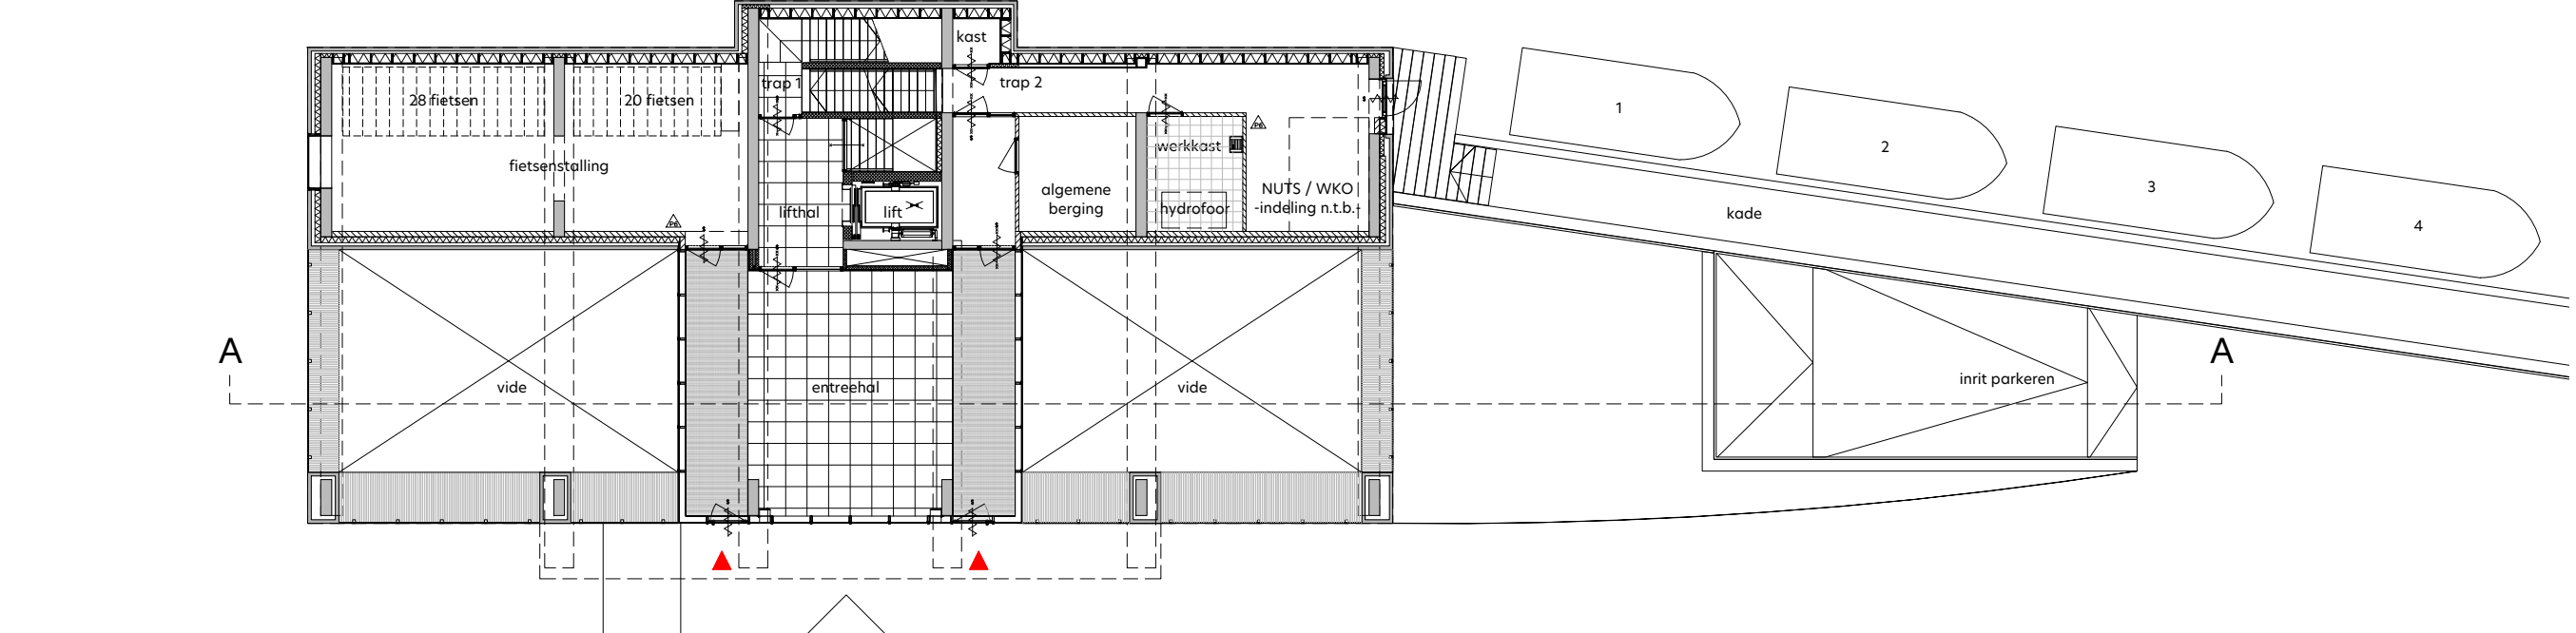 kast
trap 1
trap 2
28 fietsen
20 fietsen
fietsenstalling
werkkast
algemene
berging
hydrofoor
NUTS / WKO
-indeling n.t.b.-
lifthal
lift
1
2
3
4
kade
A
A
vide
entreehal
vide
inrit parkeren